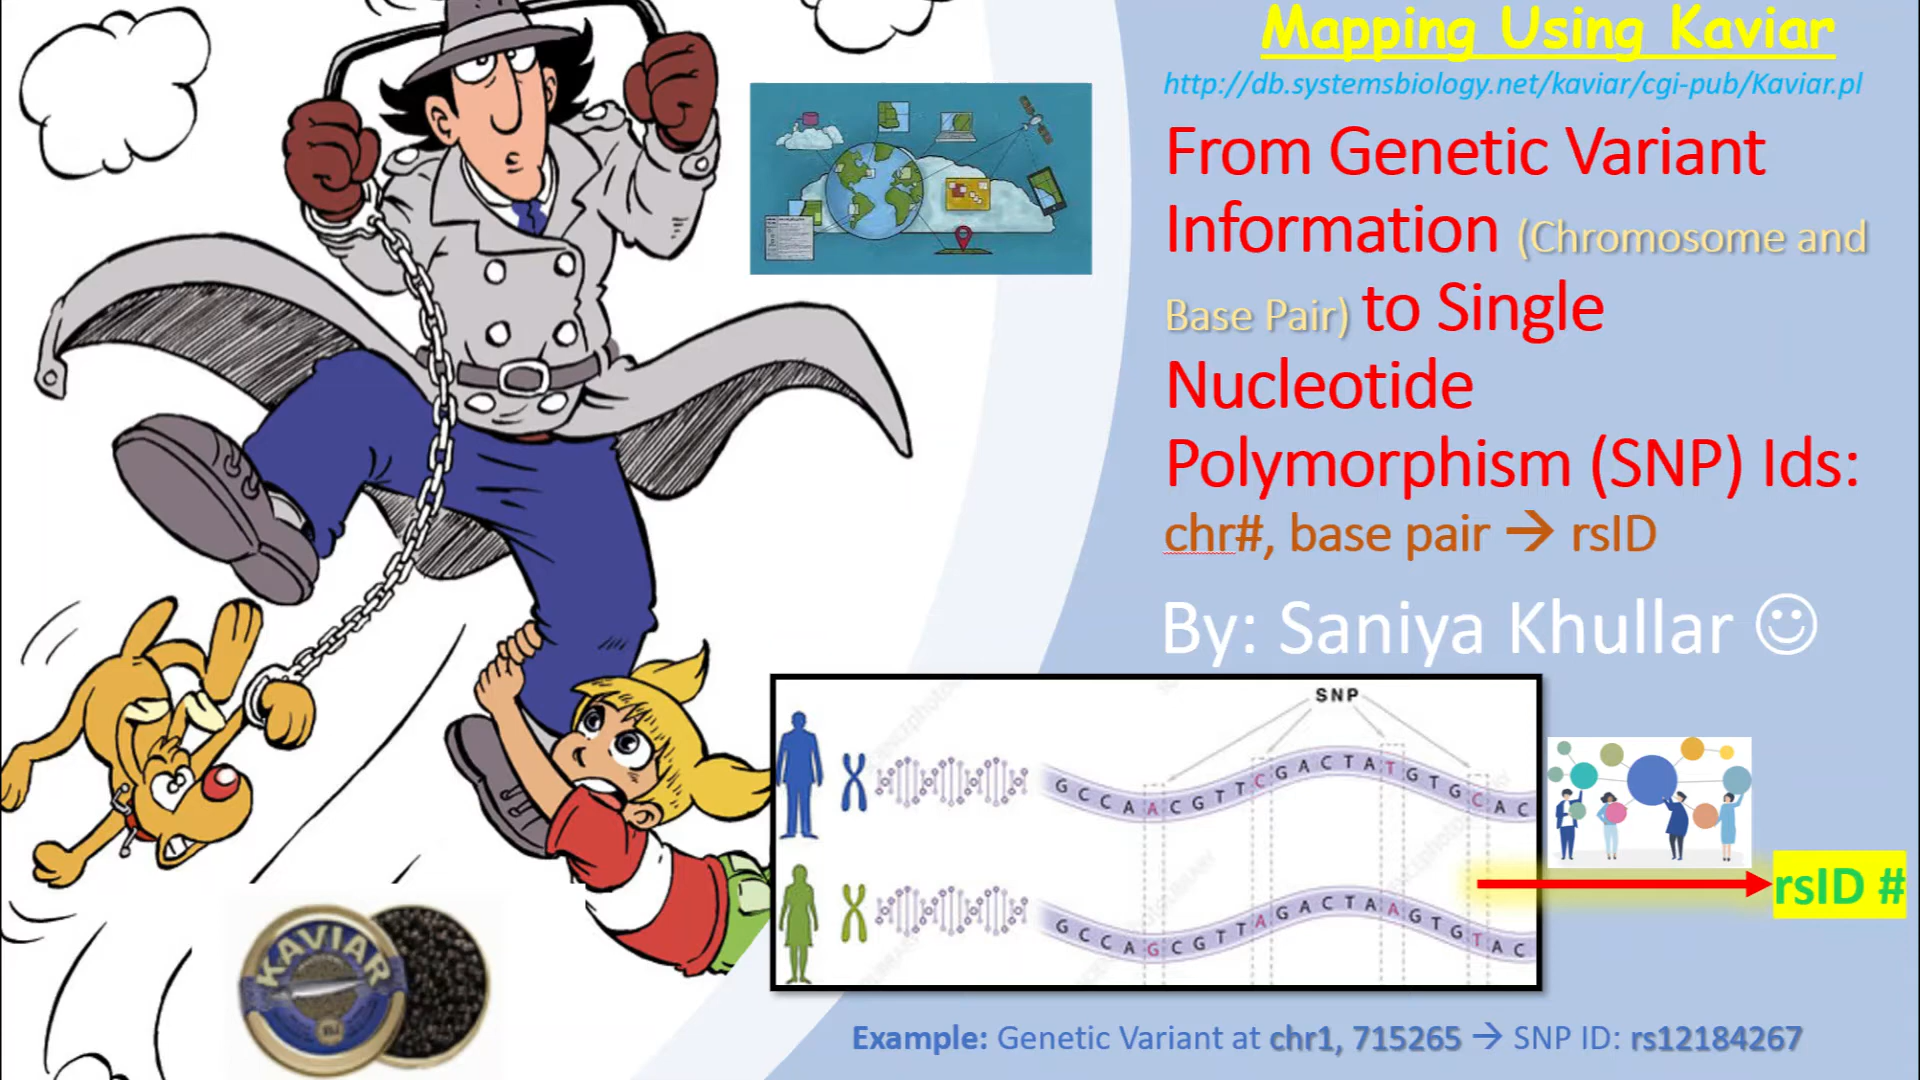 Mapping Using Kaviar
http://db.systemsbiology.net/kaviar/cgi-pub/Kaviar.pl
From Genetic Variant
Information (Chromosome and
Base Pair) to Single
Nucleotide
Polymorphism (SNP) Ids:
chr#, base pair → rsID
By: Saniya Khullar ☺
SNP
GCCAACGTTCGACTATGTGCAC
GCCAGCGTTAGACTAAGTGTAC
rsID #
KAVIAR
Example: Genetic Variant at chr1, 715265 → SNP ID: rs12184267